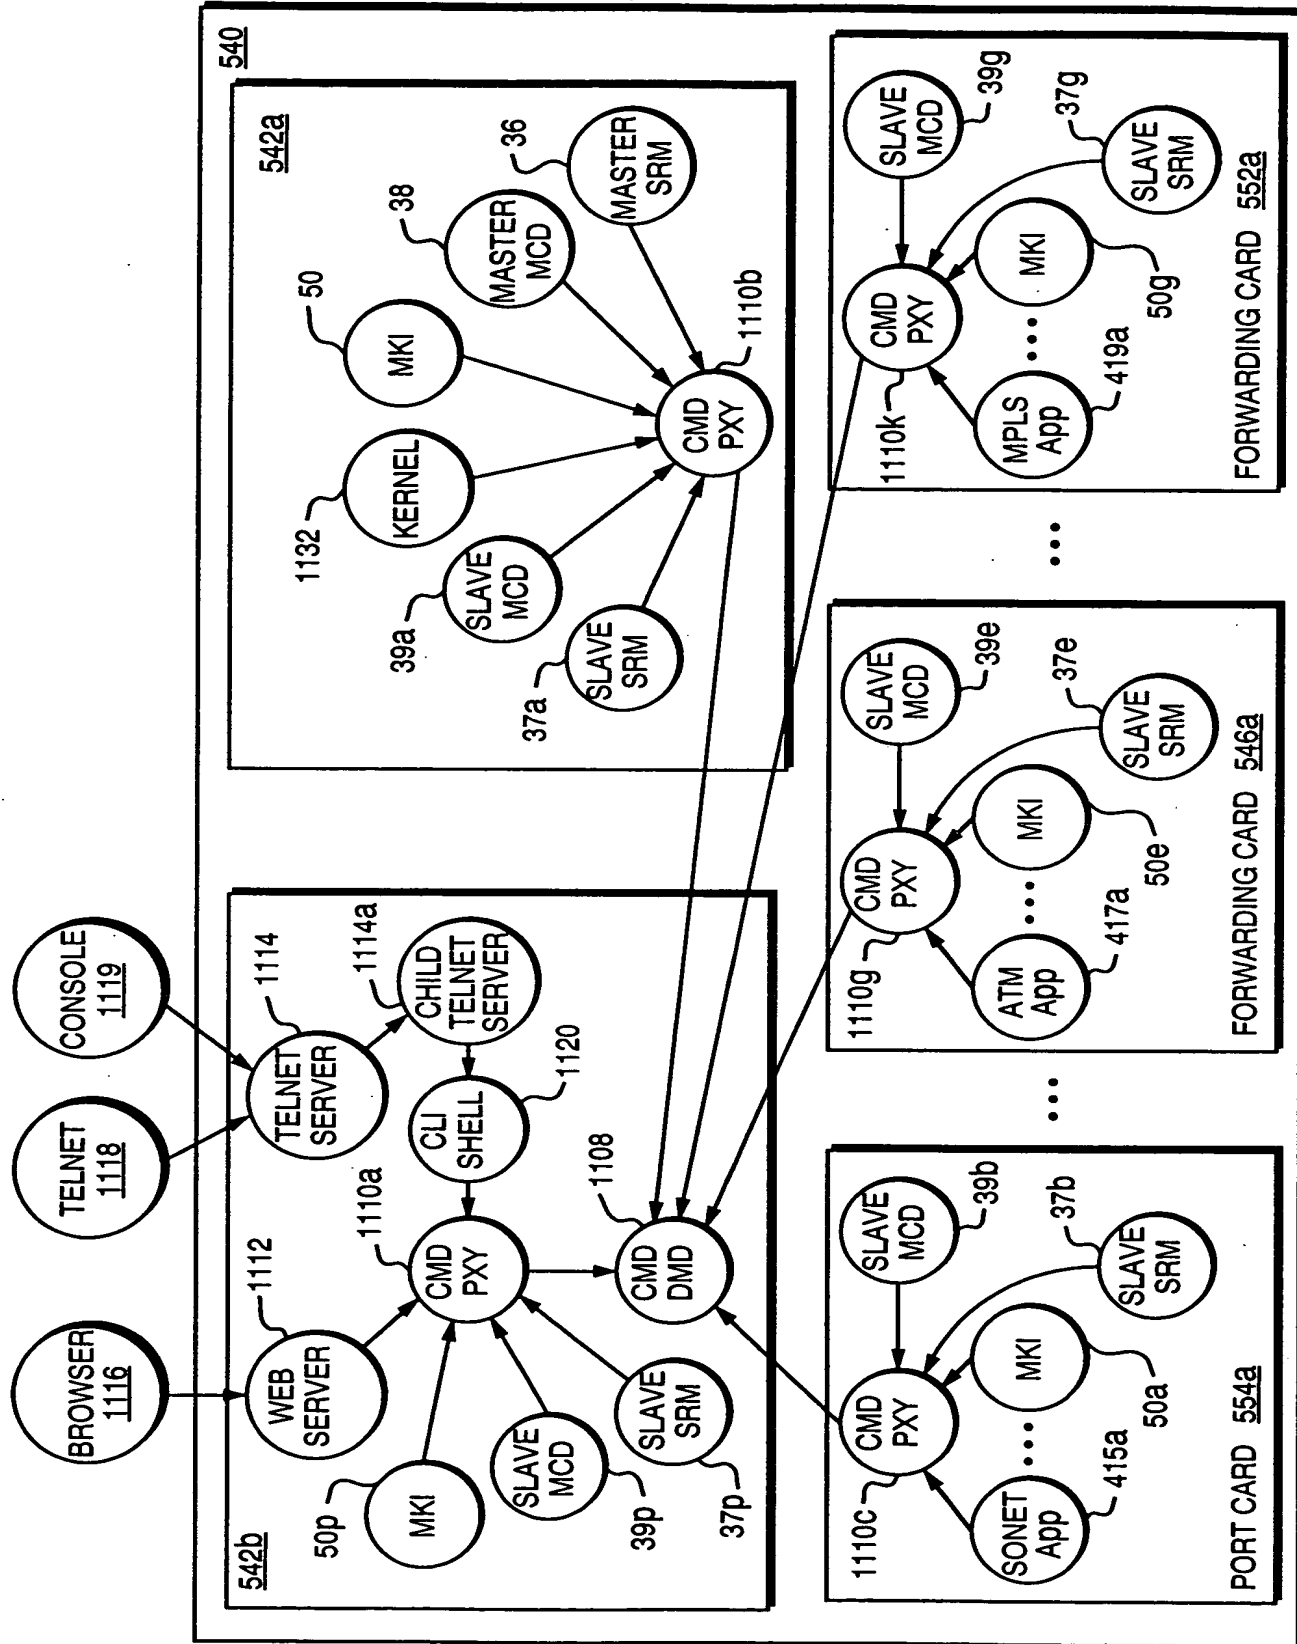 BROWSER
1116
TELNET
1118
CONSOLE
1119
540
542b
WEB
SERVER
1112
TELNET
SERVER
1114
CHILD
TELNET
SERVER
1114a
CLI
SHELL
1120
CMD
PXY
1110a
MKI
50p
SLAVE
MCD
39p
SLAVE
SRM
37p
CMD
DMD
1108
542a
SLAVE
SRM
37a
SLAVE
MCD
39a
KERNEL
1132
MKI
50
MASTER
MCD
38
MASTER
SRM
36
CMD
PXY
1110b
CMD
PXY
1110c
SLAVE
MCD
39b
SLAVE
SRM
37b
MKI
50a
SONET
App
415a
PORT CARD 554a
CMD
PXY
1110g
SLAVE
MCD
39e
SLAVE
SRM
37e
MKI
50e
ATM
App
417a
FORWARDING CARD 546a
CMD
PXY
1110k
SLAVE
MCD
39g
SLAVE
SRM
37g
MKI
50g
MPLS
App
419a
FORWARDING CARD 552a